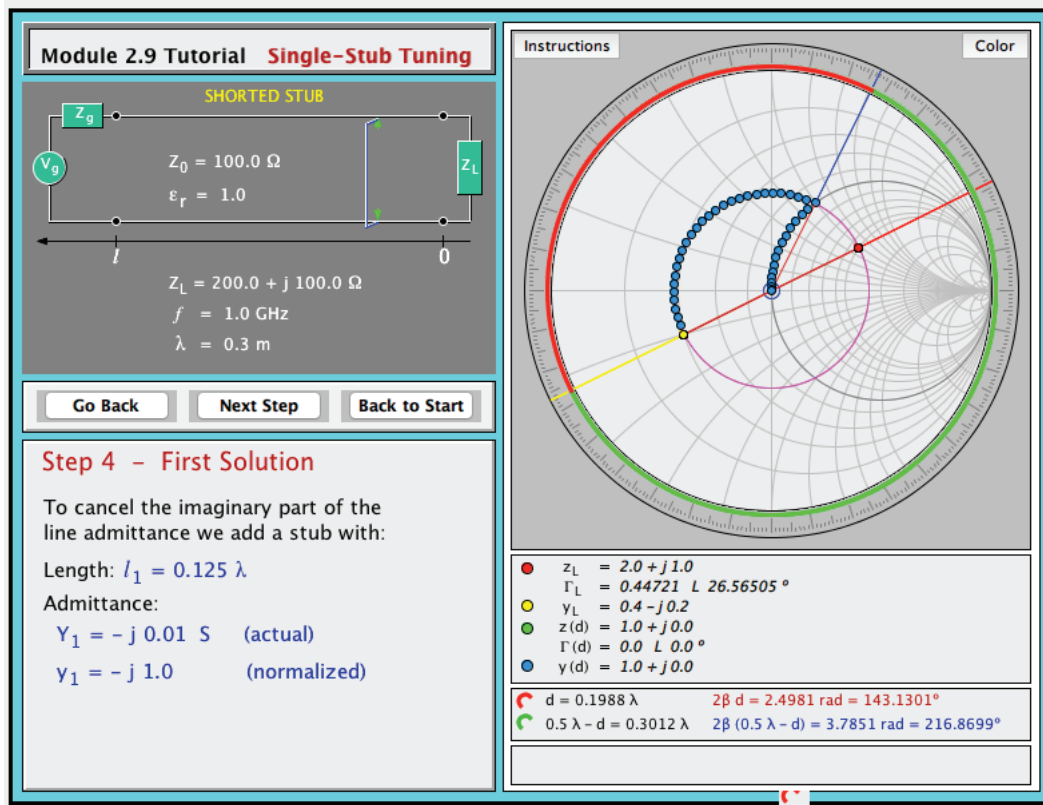 Module 2.9 Tutorial Single-Stub Tuning
SHORTED STUB
Zg
Vg
Z0 = 100.0 Ω
εr = 1.0
ZL
l
0
ZL = 200.0 + j 100.0 Ω
f = 1.0 GHz
λ = 0.3 m
Go Back
Next Step
Back to Start
Step 4 – First Solution
To cancel the imaginary part of the
line admittance we add a stub with:
Length: l1 = 0.125 λ
Admittance:
Y1 = – j 0.01 S (actual)
y1 = – j 1.0 (normalized)
Instructions
Color
zL = 2.0 + j 1.0
ΓL = 0.44721 L 26.56505 º
yL = 0.4 – j 0.2
z(d) = 1.0 + j 0.0
Γ(d) = 0.0 L 0.0 º
y(d) = 1.0 + j 0.0
d = 0.1988 λ 2β d = 2.4981 rad = 143.1301º
0.5 λ – d = 0.3012 λ 2β (0.5 λ – d) = 3.7851 rad = 216.8699º